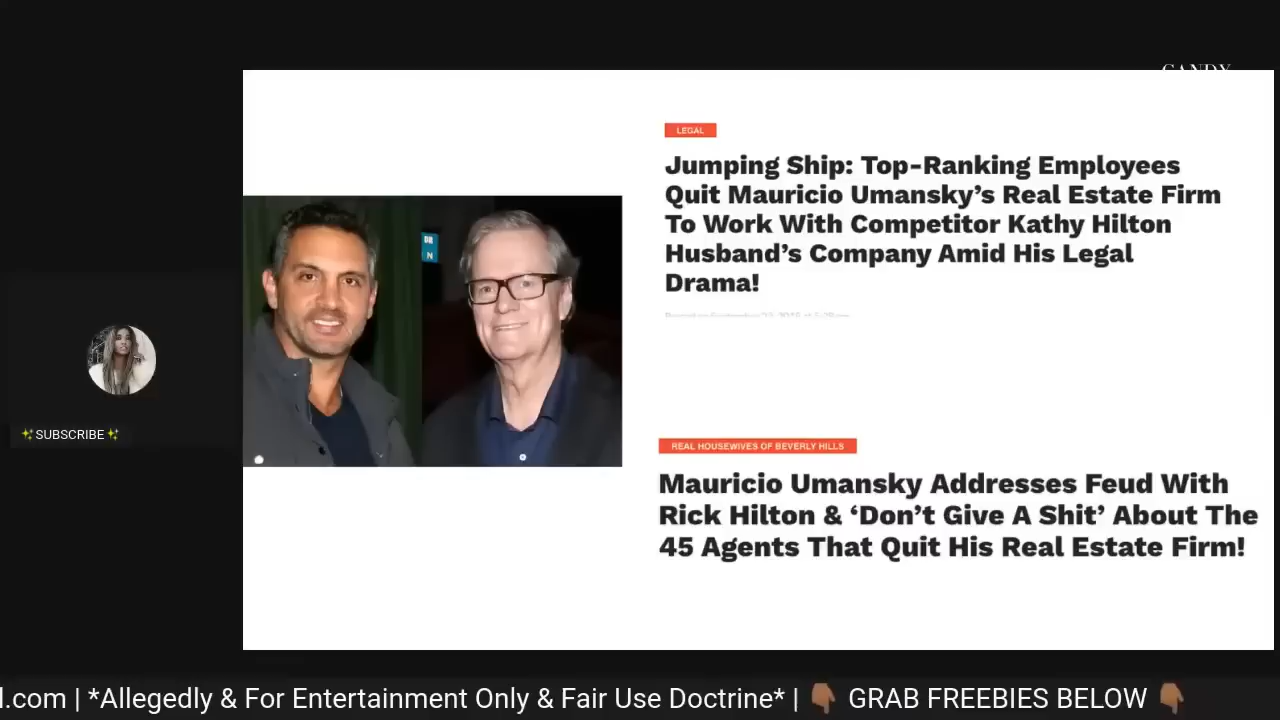 LEGAL
Jumping Ship: Top-Ranking Employees
Quit Mauricio Umansky's Real Estate Firm
To Work With Competitor Kathy Hilton
Husband's Company Amid His Legal
Drama!
REAL HOUSEWIVES OF BEVERLY HILLS
Mauricio Umansky Addresses Feud With
Rick Hilton & 'Don't Give A Shit' About The
45 Agents That Quit His Real Estate Firm!
✨SUBSCRIBE✨
l.com | *Allegedly & For Entertainment Only & Fair Use Doctrine* | 👇🏾 GRAB FREEBIES BELOW 👇🏾